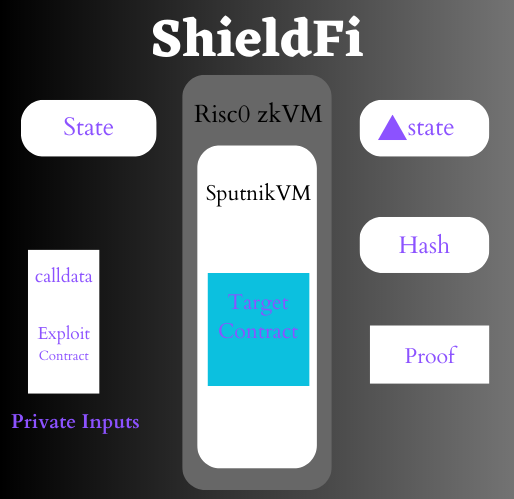 ShieldFi
State
calldata
Exploit
Contract
Private Inputs
Risc0 zkVM
SputnikVM
Target
Contract
▲state
Hash
Proof